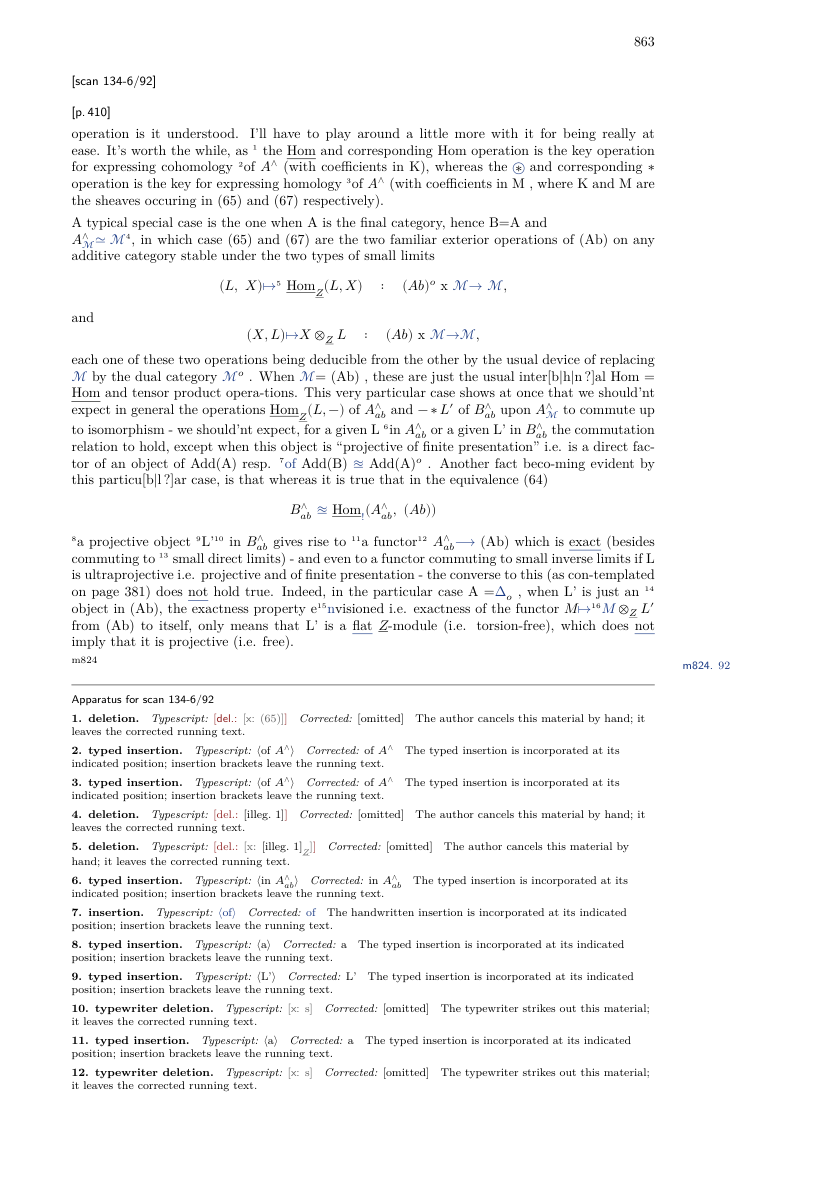 863
[scan 134-6/92]
[p. 410]
operation is it understood. I'll have to play around a little more with it for being really at
ease. It's worth the while, as ¹ the Hom and corresponding Hom operation is the key operation
for expressing cohomology ²of A^ (with coefficients in K), whereas the ⊛ and corresponding ∗
operation is the key for expressing homology ³of A^ (with coefficients in M , where K and M are
the sheaves occuring in (65) and (67) respectively).
A typical special case is the one when A is the final category, hence B=A and
A^_ℳ ≃ ℳ⁴, in which case (65) and (67) are the two familiar exterior operations of (Ab) on any
additive category stable under the two types of small limits
(L, X)↦⁵ Hom_Z(L, X) : (Ab)^o x ℳ→ ℳ,
and
(X, L)↦X ⊗_Z L : (Ab) x ℳ→ℳ,
each one of these two operations being deducible from the other by the usual device of replacing
ℳ by the dual category ℳ^o . When ℳ= (Ab) , these are just the usual inter[b|h|n ?]al Hom =
Hom and tensor product opera-tions. This very particular case shows at once that we should'nt
expect in general the operations Hom_Z(L, −) of A^_ab and − ∗ L′ of B^_ab upon A^_ℳ to commute up
to isomorphism - we should'nt expect, for a given L ⁶in A^_ab or a given L' in B^_ab the commutation
relation to hold, except when this object is “projective of finite presentation” i.e. is a direct fac-
tor of an object of Add(A) resp. ⁷of Add(B) ≊ Add(A)^o . Another fact beco-ming evident by
this particu[b|l ?]ar case, is that whereas it is true that in the equivalence (64)
B^_ab ≊ Hom_!(A^_ab, (Ab))
⁸a projective object ⁹L'¹⁰ in B^_ab gives rise to ¹¹a functor¹² A^_ab⟶ (Ab) which is exact (besides
commuting to ¹³ small direct limits) - and even to a functor commuting to small inverse limits if L
is ultraprojective i.e. projective and of finite presentation - the converse to this (as con-templated
on page 381) does not hold true. Indeed, in the particular case A =Δ_o , when L' is just an ¹⁴
object in (Ab), the exactness property e¹⁵nvisioned i.e. exactness of the functor M↦¹⁶M ⊗_Z L′
from (Ab) to itself, only means that L' is a flat Z-module (i.e. torsion-free), which does not
imply that it is projective (i.e. free).
m824
m824. 92
Apparatus for scan 134-6/92
1. deletion. Typescript: [del.: [x: (65)]] Corrected: [omitted] The author cancels this material by hand; it
leaves the corrected running text.
2. typed insertion. Typescript: ⟨of A^⟩ Corrected: of A^ The typed insertion is incorporated at its
indicated position; insertion brackets leave the running text.
3. typed insertion. Typescript: ⟨of A^⟩ Corrected: of A^ The typed insertion is incorporated at its
indicated position; insertion brackets leave the running text.
4. deletion. Typescript: [del.: [illeg. 1]] Corrected: [omitted] The author cancels this material by hand; it
leaves the corrected running text.
5. deletion. Typescript: [del.: [x: [illeg. 1]_Z]] Corrected: [omitted] The author cancels this material by
hand; it leaves the corrected running text.
6. typed insertion. Typescript: ⟨in A^_ab⟩ Corrected: in A^_ab The typed insertion is incorporated at its
indicated position; insertion brackets leave the running text.
7. insertion. Typescript: ⟨of⟩ Corrected: of The handwritten insertion is incorporated at its indicated
position; insertion brackets leave the running text.
8. typed insertion. Typescript: ⟨a⟩ Corrected: a The typed insertion is incorporated at its indicated
position; insertion brackets leave the running text.
9. typed insertion. Typescript: ⟨L'⟩ Corrected: L' The typed insertion is incorporated at its indicated
position; insertion brackets leave the running text.
10. typewriter deletion. Typescript: [x: s] Corrected: [omitted] The typewriter strikes out this material;
it leaves the corrected running text.
11. typed insertion. Typescript: ⟨a⟩ Corrected: a The typed insertion is incorporated at its indicated
position; insertion brackets leave the running text.
12. typewriter deletion. Typescript: [x: s] Corrected: [omitted] The typewriter strikes out this material;
it leaves the corrected running text.